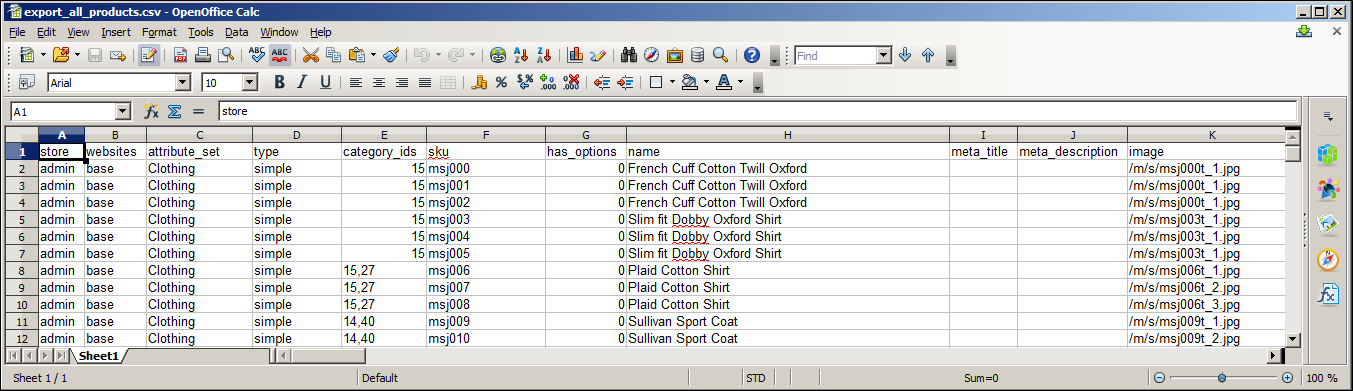 export_all_products.csv - OpenOffice Calc
File Edit View Insert Format Tools Data Window Help
ABC ABC Find
Arial 10 B I U
A1 store
A B C D E F G H I J K
1 store websites attribute_set type category_ids sku has_options name meta_title meta_description image
2 admin base Clothing simple 15 msj000 0 French Cuff Cotton Twill Oxford /m/s/msj000t_1.jpg
3 admin base Clothing simple 15 msj001 0 French Cuff Cotton Twill Oxford /m/s/msj000t_1.jpg
4 admin base Clothing simple 15 msj002 0 French Cuff Cotton Twill Oxford /m/s/msj000t_1.jpg
5 admin base Clothing simple 15 msj003 0 Slim fit Dobby Oxford Shirt /m/s/msj003t_1.jpg
6 admin base Clothing simple 15 msj004 0 Slim fit Dobby Oxford Shirt /m/s/msj003t_1.jpg
7 admin base Clothing simple 15 msj005 0 Slim fit Dobby Oxford Shirt /m/s/msj003t_1.jpg
8 admin base Clothing simple 15,27 msj006 0 Plaid Cotton Shirt /m/s/msj006t_1.jpg
9 admin base Clothing simple 15,27 msj007 0 Plaid Cotton Shirt /m/s/msj006t_2.jpg
10 admin base Clothing simple 15,27 msj008 0 Plaid Cotton Shirt /m/s/msj006t_3.jpg
11 admin base Clothing simple 14,40 msj009 0 Sullivan Sport Coat /m/s/msj009t_1.jpg
12 admin base Clothing simple 14,40 msj010 0 Sullivan Sport Coat /m/s/msj009t_2.jpg
Sheet1
Sheet 1 / 1 Default STD Sum=0 100 %